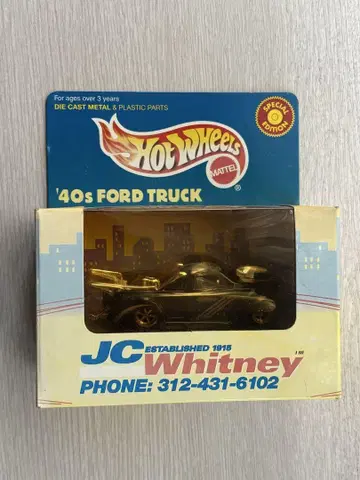 For ages over 3 years
DIE CAST METAL & PLASTIC PARTS
SPECIAL EDITION
HOT WHEELS
MATTEL
®
'40s FORD TRUCK
JC Whitney
ESTABLISHED 1915
TM
PHONE: 312-431-6102